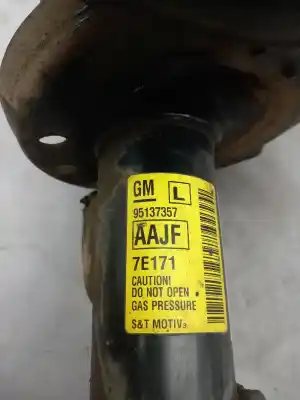 GM L
95137357
AAJF
7E171
CAUTION!
DO NOT OPEN
GAS PRESSURE
S&T MOTIV